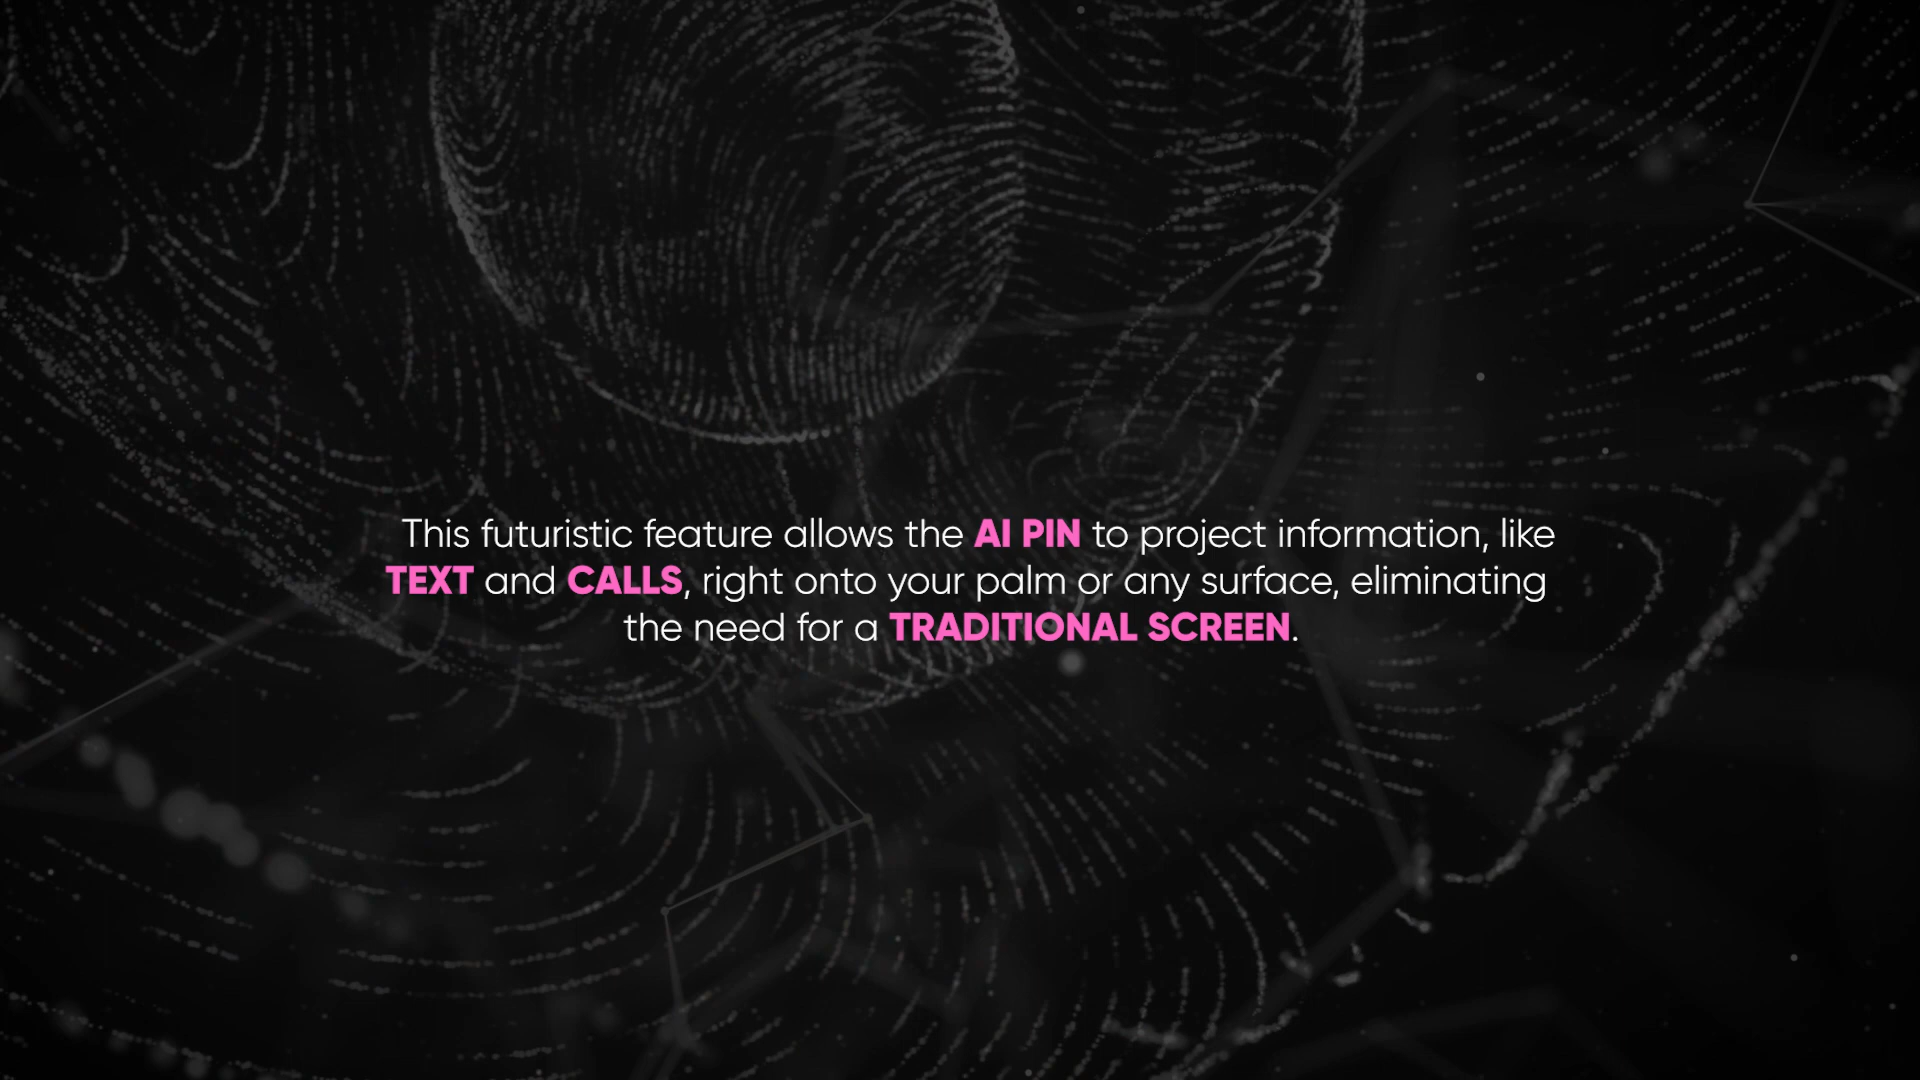 This futuristic feature allows the AI PIN to project information, like
TEXT and CALLS, right onto your palm or any surface, eliminating
the need for a TRADITIONAL SCREEN.